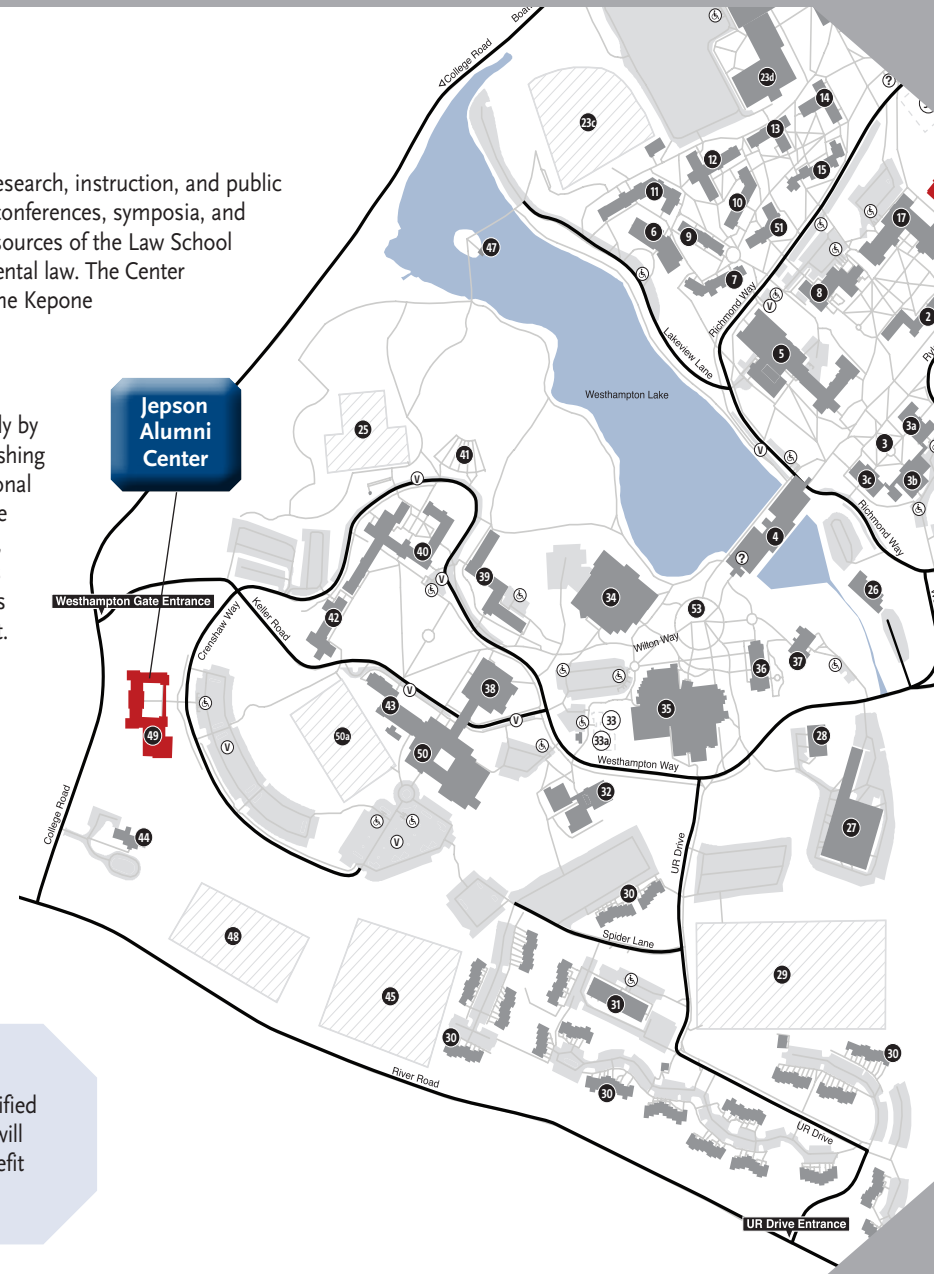 Boa
◁College Road
esearch, instruction, and public
conferences, symposia, and
sources of the Law School
ental law. The Center
ne Kepone
ly by
shing
onal
e
s
t.
Jepson
Alumni
Center
23d
14
?
23c
13
12
15
11
10
17
6
9
51
47
7
8
Richmond Way
V
2
5
Lakeview Lane
Westhampton Lake
3a
25
3
41
V
3c
3b
V
Richmond Way
4
40
?
39
V
26
34
Westhampton Gate Entrance
Crenshaw Way
Keller Road
42
53
Wilton Way
36
37
38
43
V
35
49
50a
V
33
33a
28
V
50
Westhampton Way
32
College Road
44
V
UR Drive
27
30
48
Spider Lane
29
45
31
30
30
River Road
30
UR Drive
ified
will
efit
UR Drive Entrance